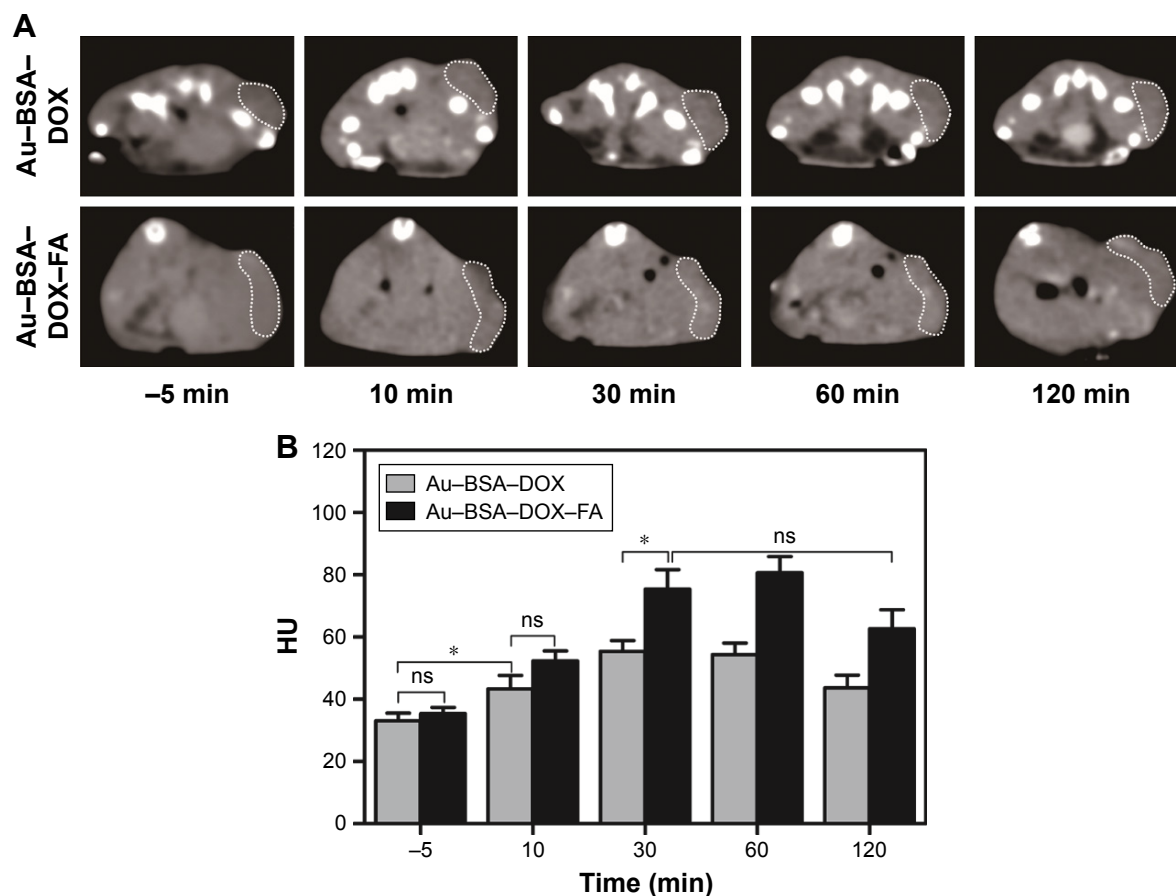 A
Au–BSA–
DOX
Au–BSA–
DOX–FA
–5 min
10 min
30 min
60 min
120 min
B
120
100
80
60
40
20
0
HU
Au–BSA–DOX
Au–BSA–DOX–FA
ns
*
ns
*
ns
–5
10
30
60
120
Time (min)